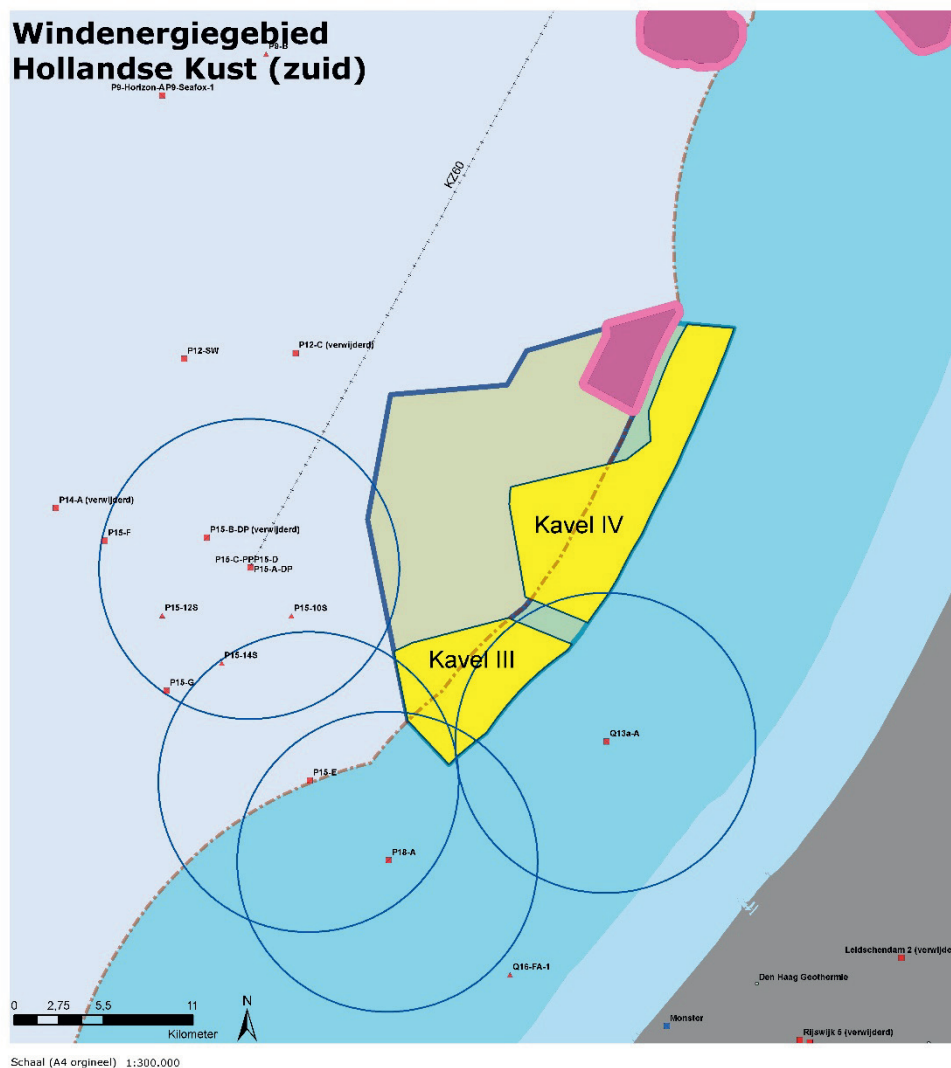 Windenergiegebied
P6-B
Hollandse Kust (zuid)
P9-Horizon-AP9-Seafox-1
KZ60
P12-C (verwijderd)
P12-SW
P14-A (verwijderd)
P15-B-DP (verwijderd)
P15-F
Kavel IV
P15-C-PPP15-D
P15-A-DP
P15-12S
P15-10S
P15-14S
Kavel III
P15-G
Q13a-A
P15-E
P18-A
Leidschendam 2 (verwijde
Q16-FA-1
Den Haag Geothermie
0 2,75 5,5 11
N
Monster
Kilometer
Rijswijk 5 (verwijderd)
Schaal (A4 orgineel) 1:300.000